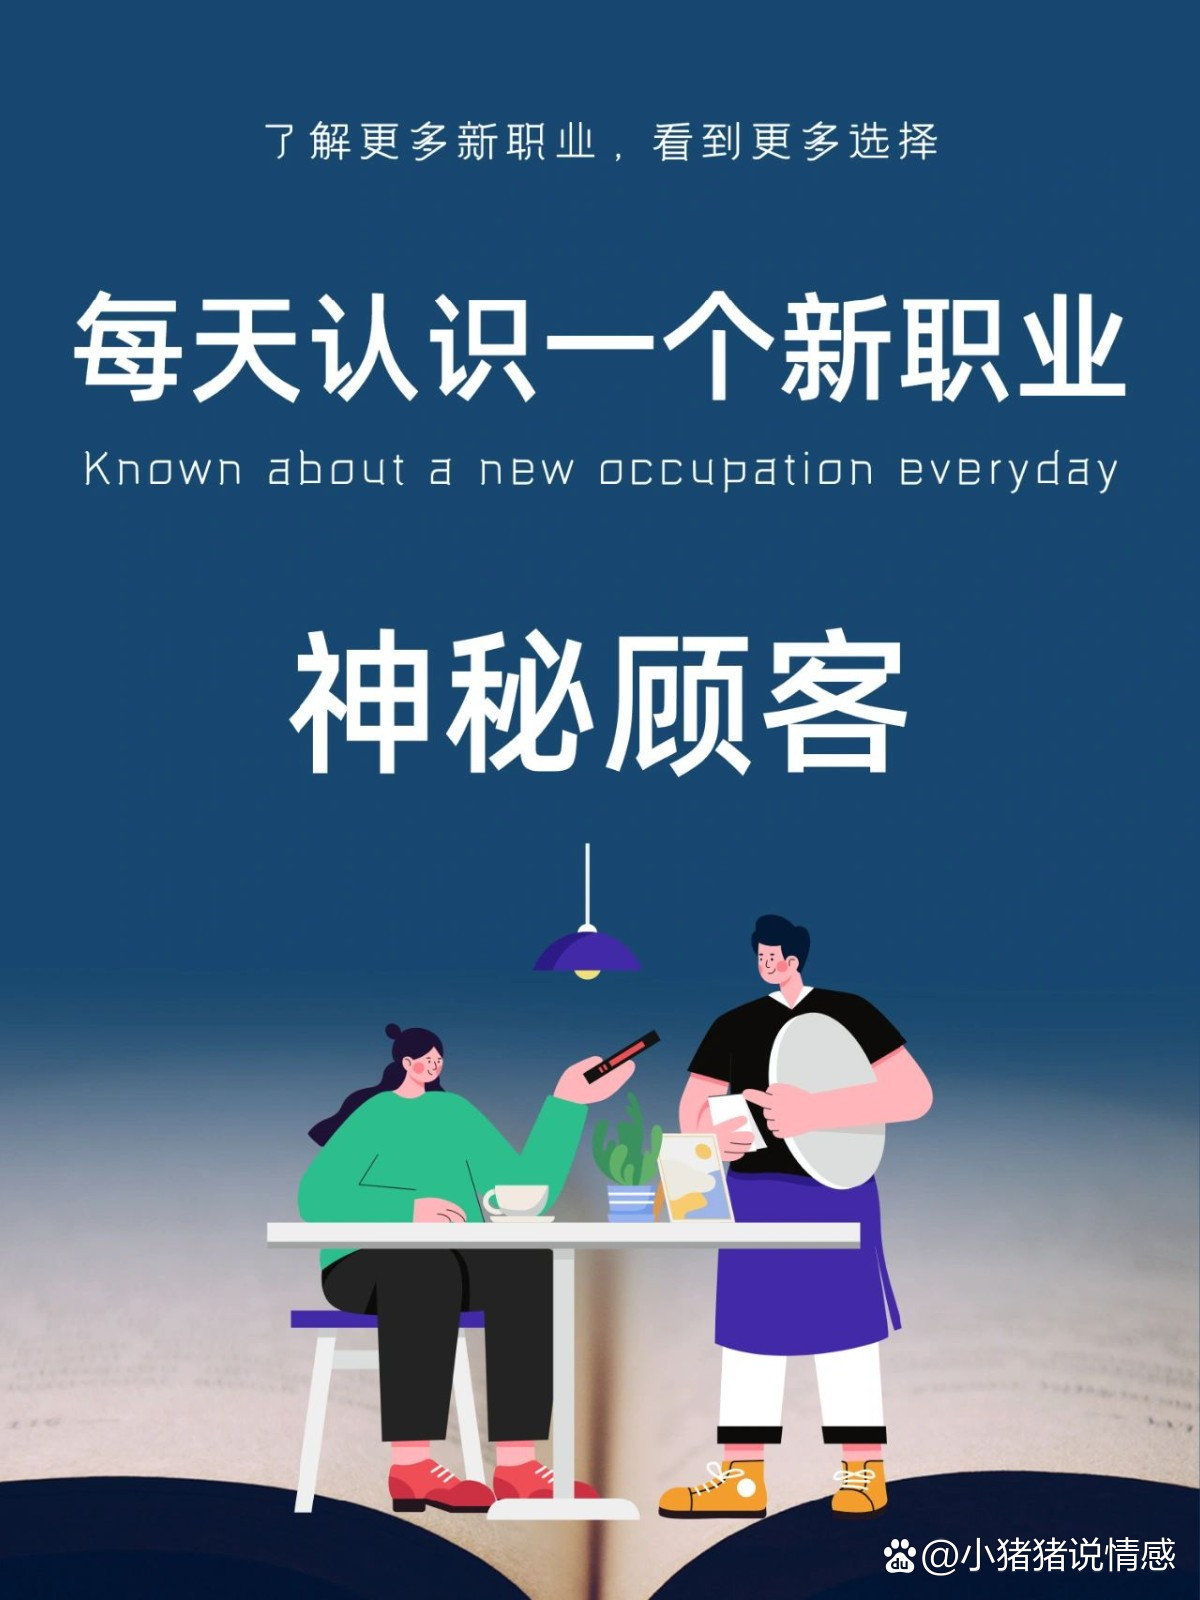 了解更多新职业，看到更多选择
每天认识一个新职业
Known about a new occupation everyday
神秘顾客
du @小猪猪说情感